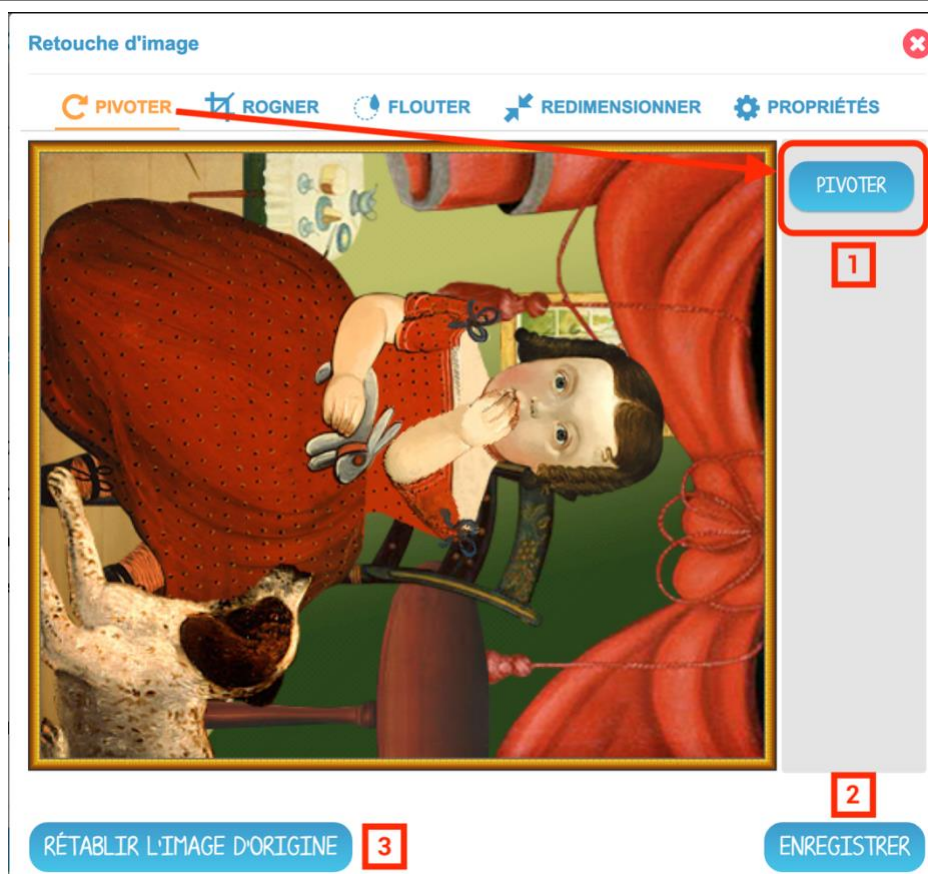 Retouche d'image
PIVOTER ROGNER FLOUTER REDIMENSIONNER PROPRIÉTÉS
PIVOTER
1
2
RÉTABLIR L'IMAGE D'ORIGINE 3 ENREGISTRER